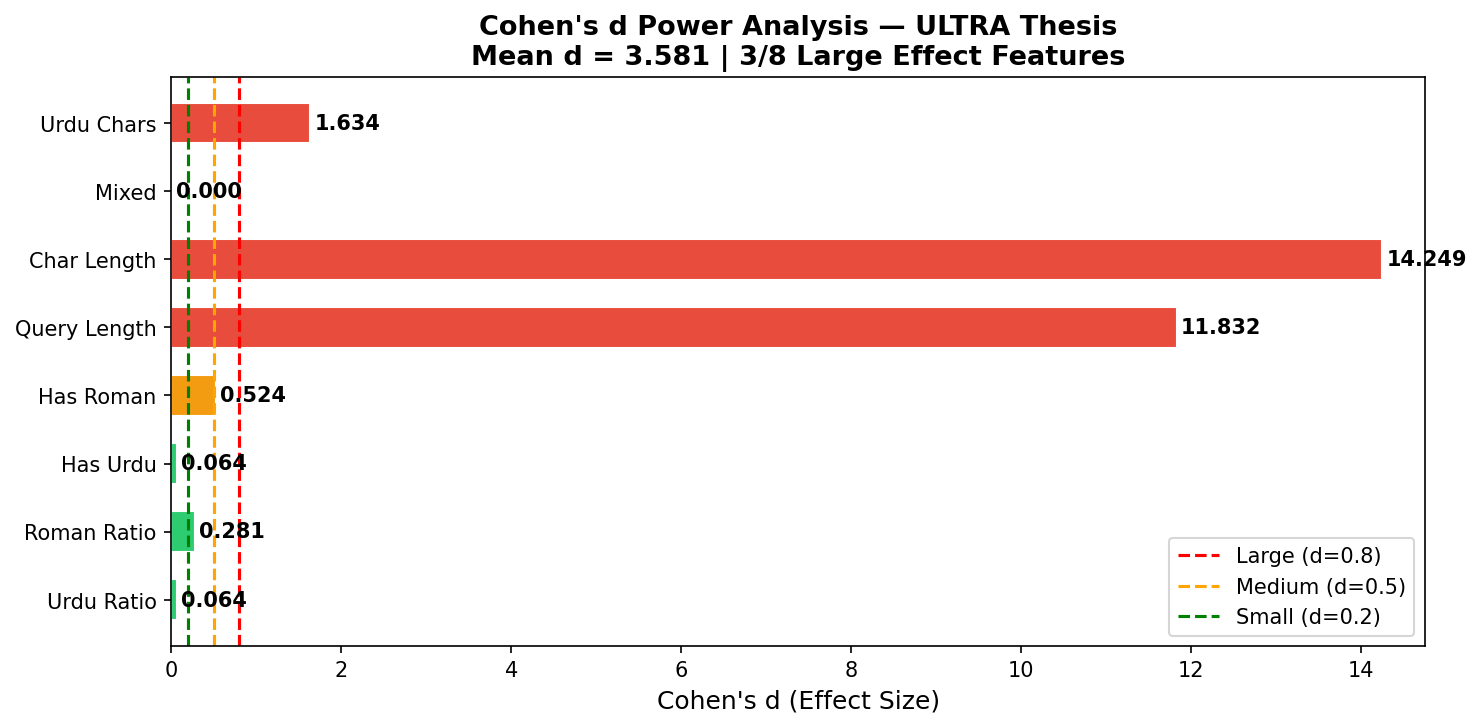 Cohen's d Power Analysis — ULTRA Thesis
Mean d = 3.581 | 3/8 Large Effect Features
Urdu Chars 1.634
Mixed 0.000
Char Length 14.249
Query Length 11.832
Has Roman 0.524
Has Urdu 0.064
Roman Ratio 0.281
Urdu Ratio 0.064
Large (d=0.8)
Medium (d=0.5)
Small (d=0.2)
0 2 4 6 8 10 12 14
Cohen's d (Effect Size)